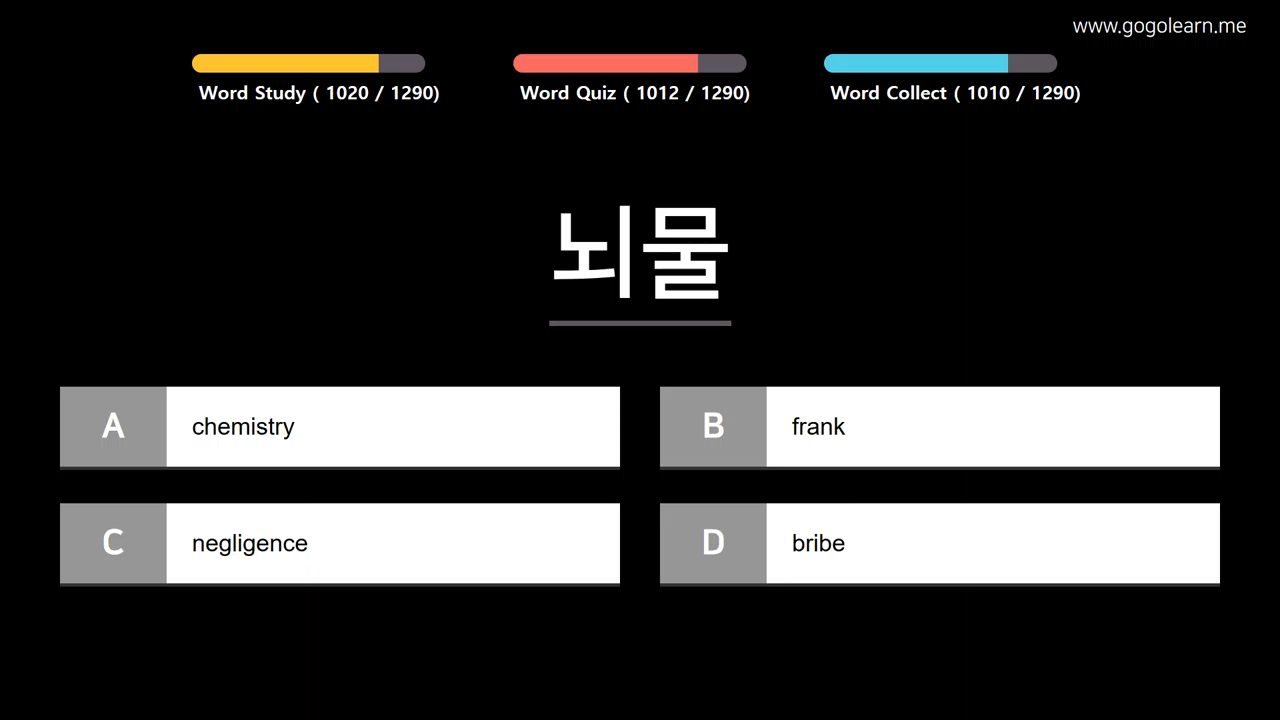 www.gogolearn.me
Word Study ( 1020 / 1290)
Word Quiz ( 1012 / 1290)
Word Collect ( 1010 / 1290)
뇌물
A chemistry
B frank
C negligence
D bribe